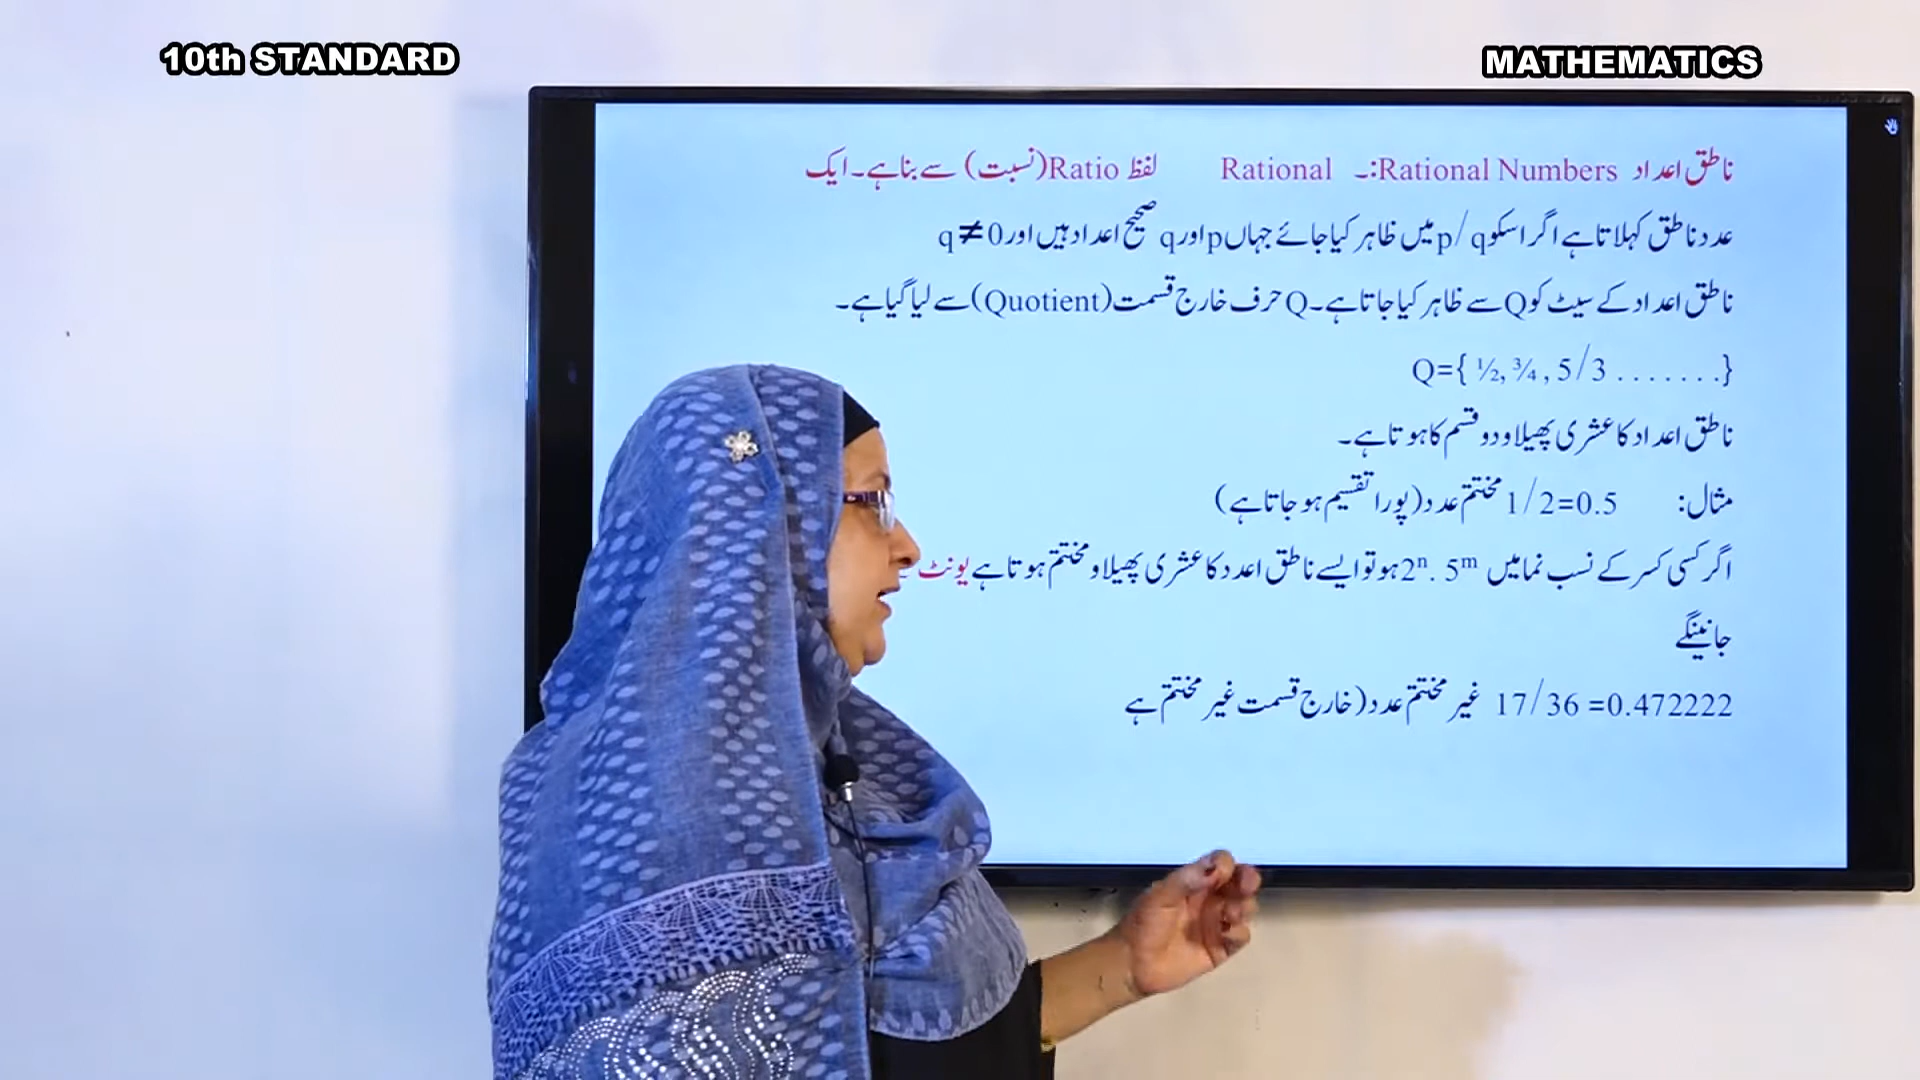 10th STANDARD
MATHEMATICS
ناطق اعداد Rational Numbers:۔ Rational لفظ Ratio(نسبت) سے بنا ہے۔ ایک
عدد ناطق کہلاتا ہے اگر اسکو p/q میں ظاہر کیا جائے جہاں p اور q صحیح اعداد ہیں اور q≠0
ناطق اعداد کے سیٹ کو Q سے ظاہر کیا جاتا ہے۔ Q حرف خارج قسمت (Quotient) سے لیا گیا ہے۔
Q={ ½, ¾ , 5/3 . . . . . . .}
ناطق اعداد کا عشری پھیلاو دو قسم کا ہوتا ہے۔
مثال: 1/2=0.5 مختتم عدد (پورا تقسیم ہو جاتا ہے)
اگر کسی کسر کے نسب نما میں 2ⁿ. 5ᵐ ہو تو ایسے ناطق اعدد کا عشری پھیلاو مختتم ہوتا ہے یونٹ
جانینگے
17/36 =0.472222 غیر مختتم عدد (خارج قسمت غیر مختتم ہے